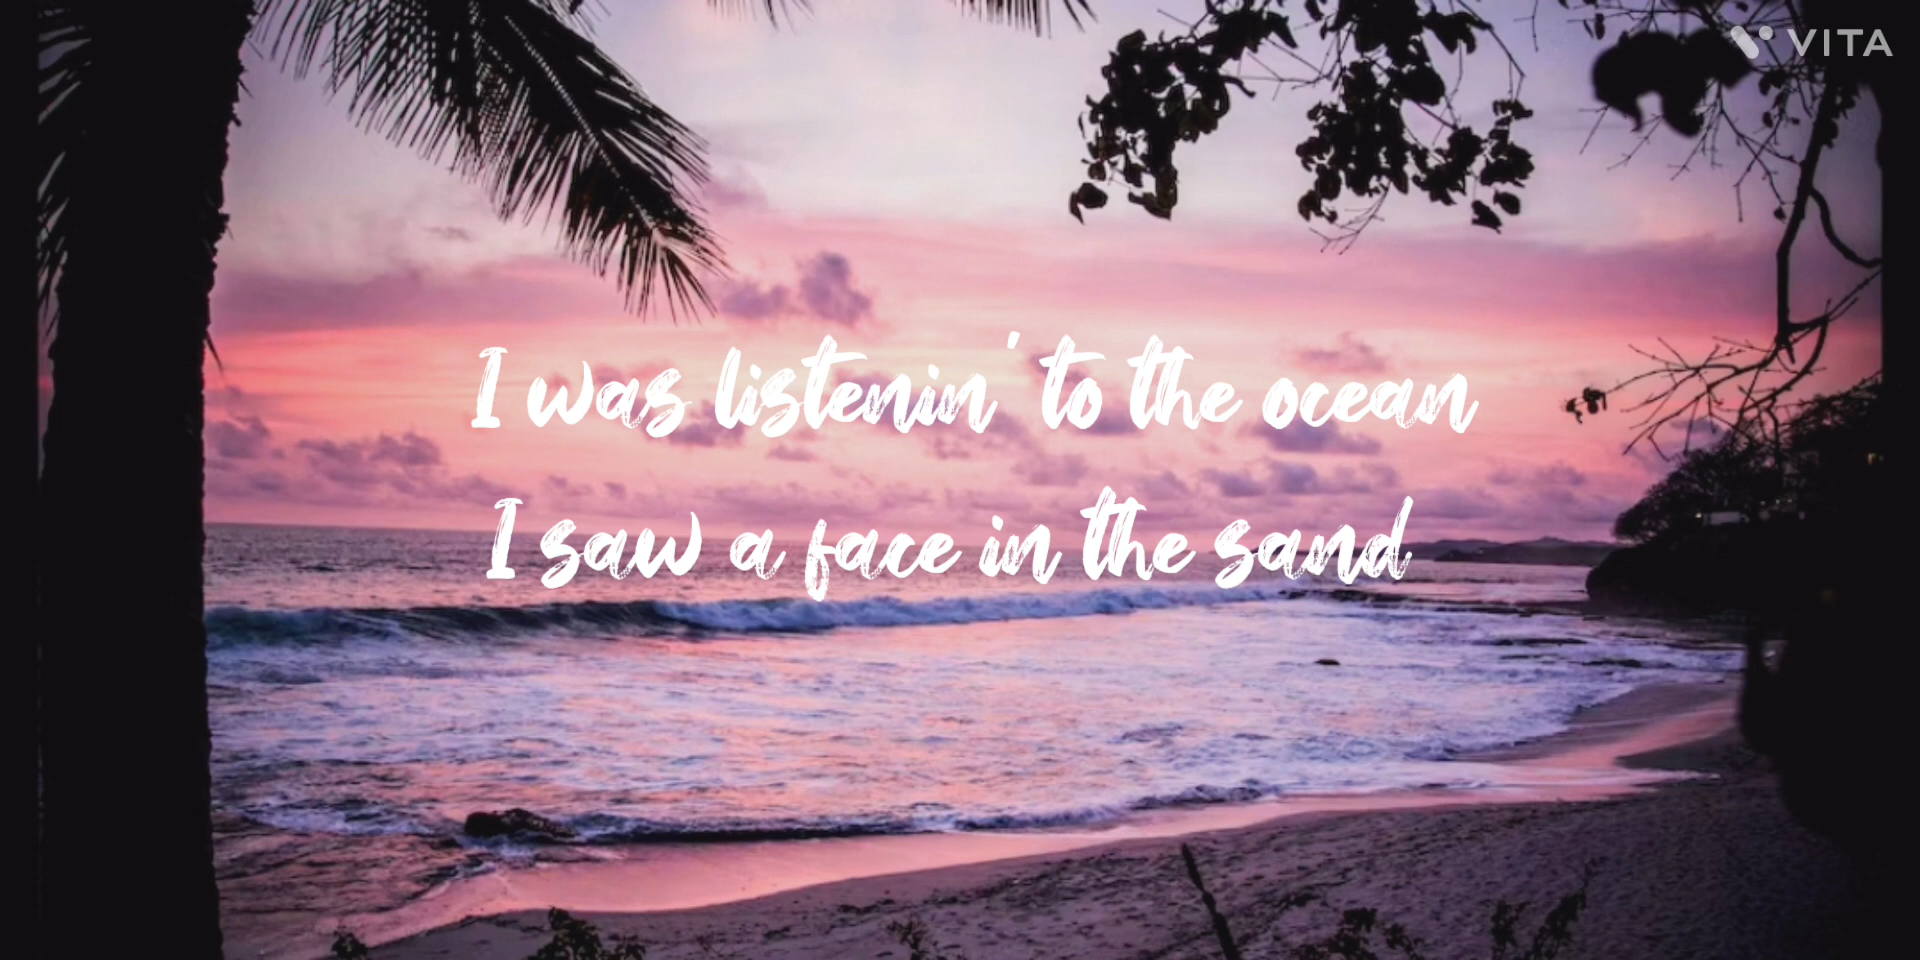 VITA
I was listenin' to the ocean
I saw a face in the sand